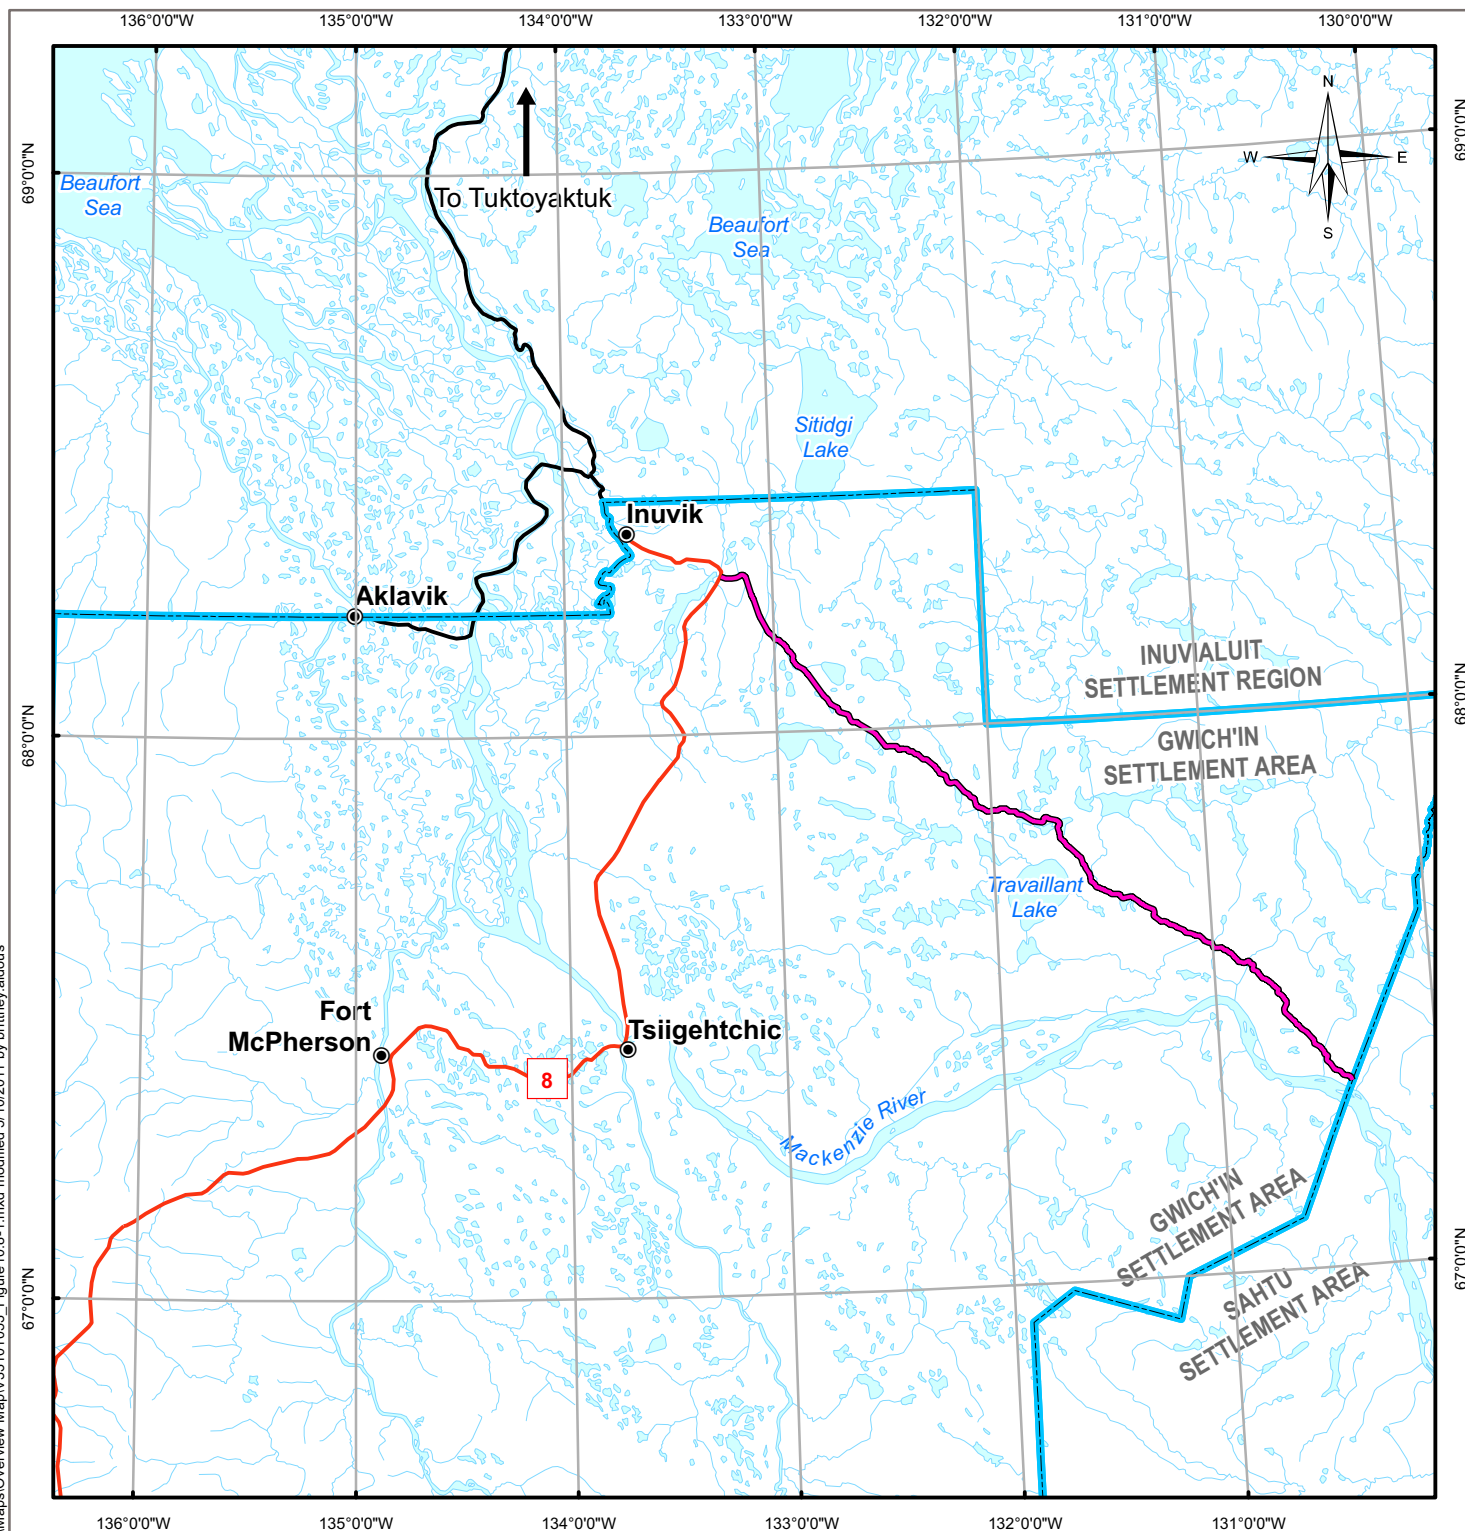 136°0'0"W 135°0'0"W 134°0'0"W 133°0'0"W 132°0'0"W 131°0'0"W 130°0'0"W
N
W E
S
69°0'0"N
69°0'0"N
Beaufort
Sea
To Tuktoyaktuk
Beaufort
Sea
Sitidgi
Lake
Inuvik
Aklavik
INUVIALUIT
SETTLEMENT REGION
68°0'0"N
68°0'0"N
GWICH'IN
SETTLEMENT AREA
Travaillant
Lake
Fort
McPherson
Tsiigehtchic
8
Mackenzie River
GWICH'IN
SETTLEMENT AREA
SAHTU
SETTLEMENT AREA
67°0'0"N
67°0'0"N
136°0'0"W 135°0'0"W 134°0'0"W 133°0'0"W 132°0'0"W 131°0'0"W